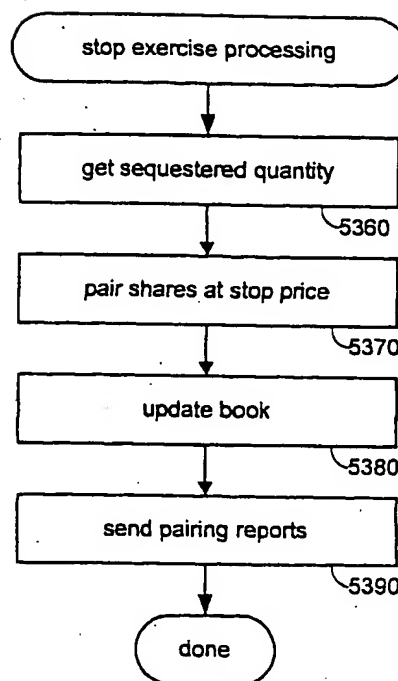 stop exercise processing
get sequestered quantity
5360
pair shares at stop price
5370
update book
5380
send pairing reports
5390
done